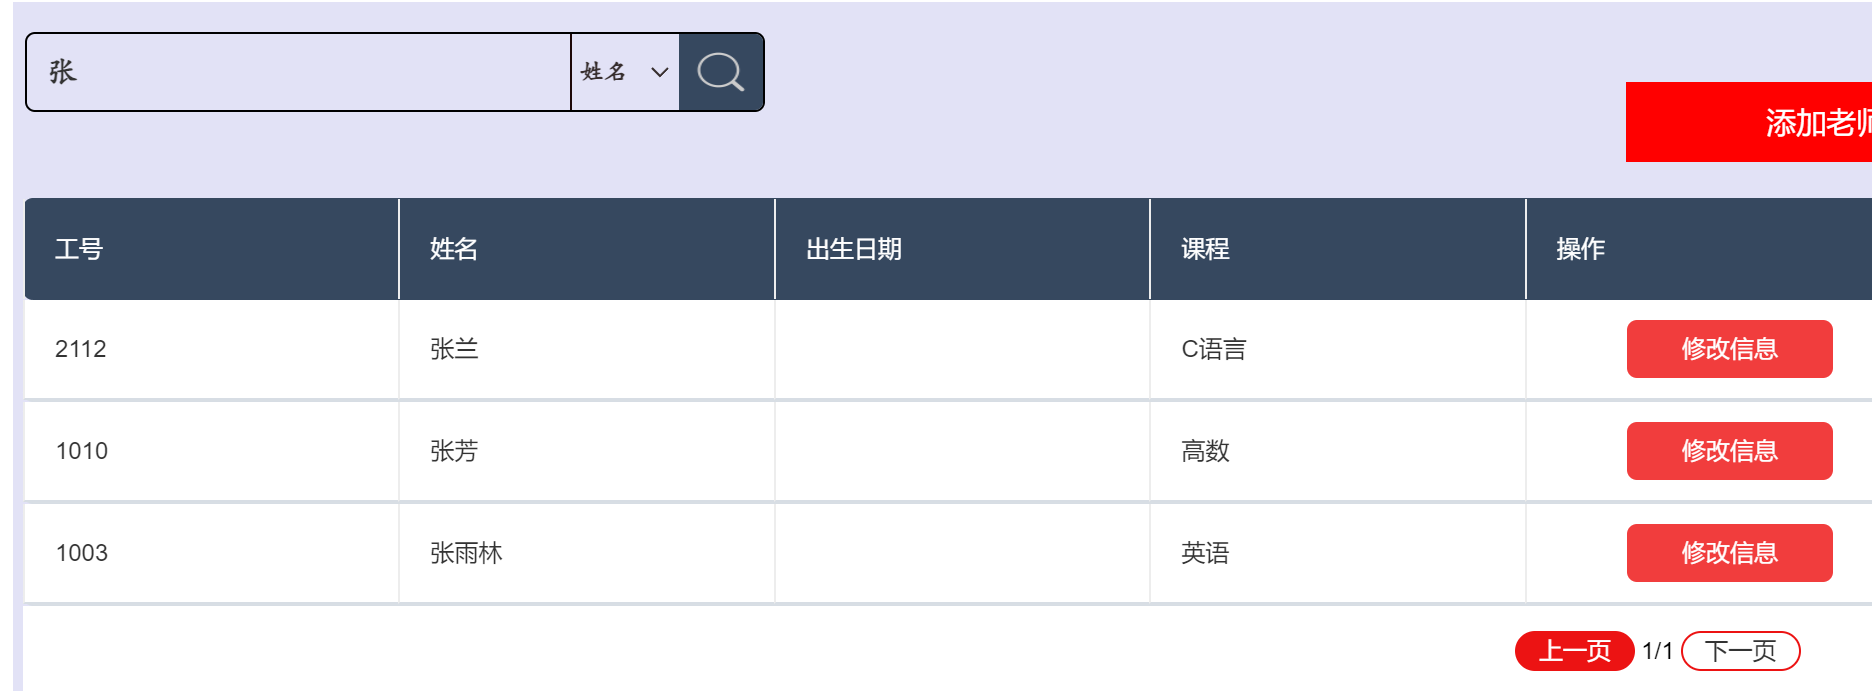 张 姓名
添加老师
工号 姓名 出生日期 课程 操作
2112 张兰 C语言 修改信息
1010 张芳 高数 修改信息
1003 张雨林 英语 修改信息
上一页 1/1 下一页